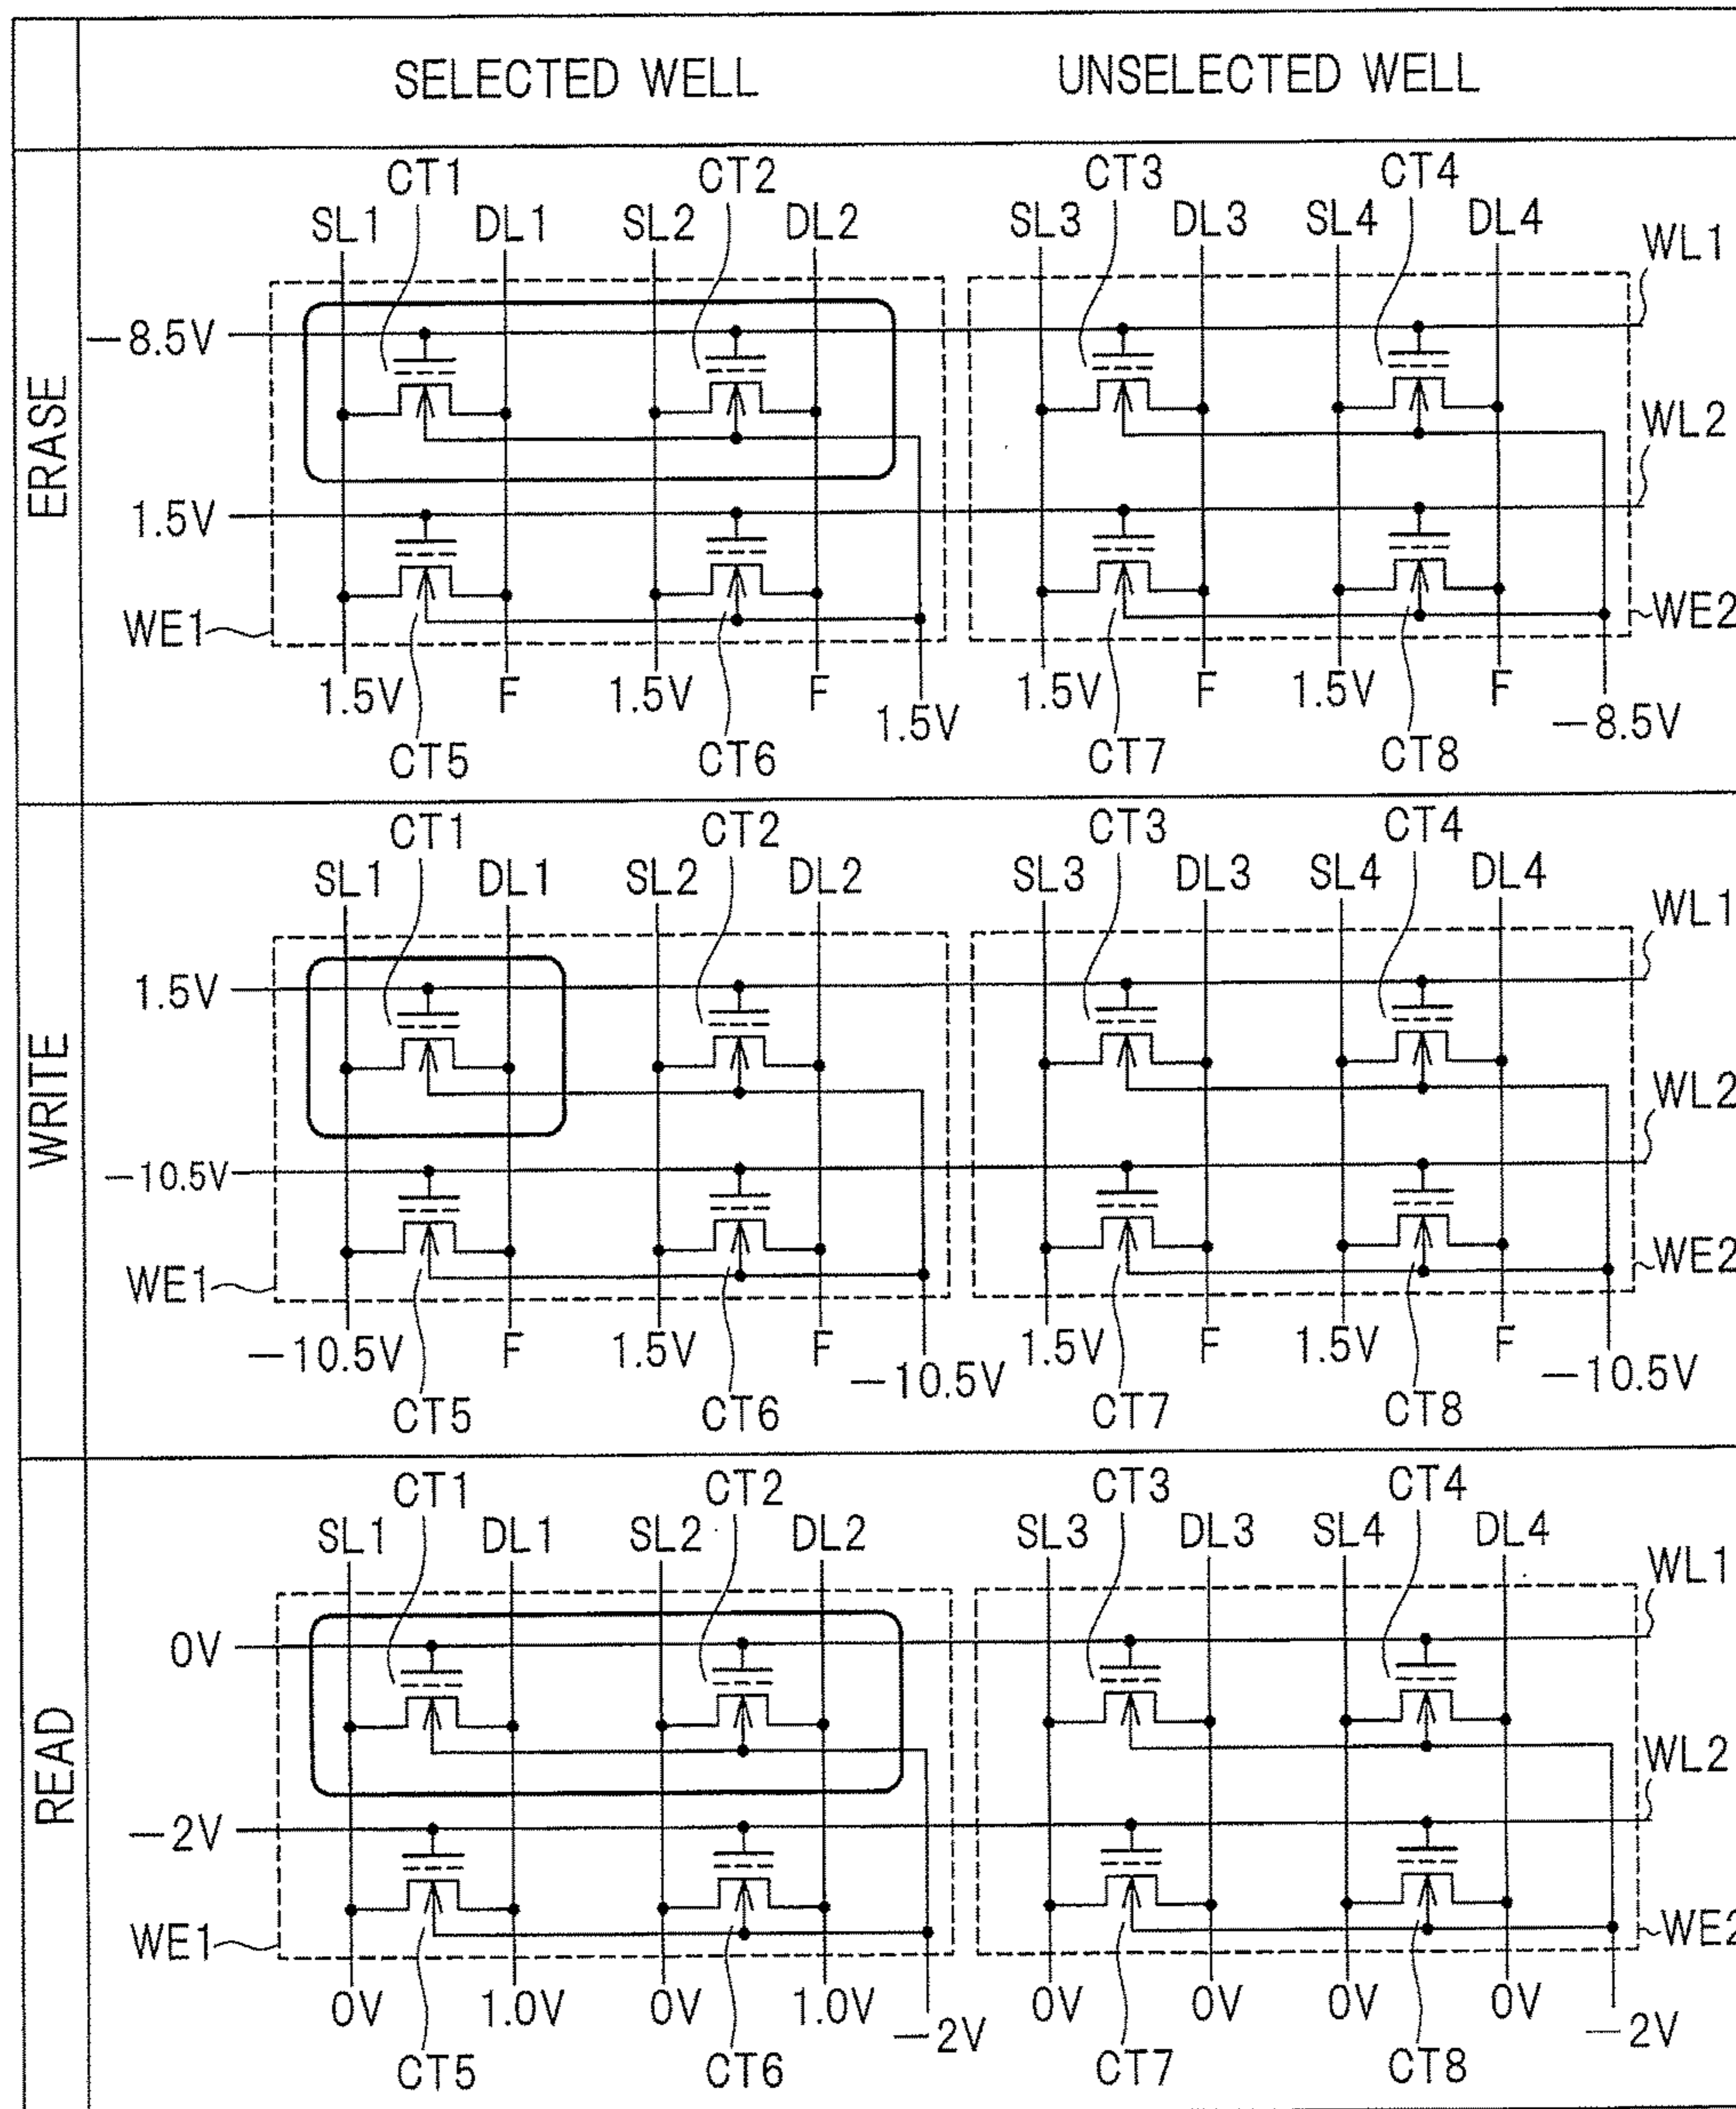 SELECTED WELL UNSELECTED WELL
ERASE
CT1 CT2 CT3 CT4
SL1 DL1 SL2 DL2 SL3 DL3 SL4 DL4
WL1
−8.5V
WL2
1.5V
WE1 WE2
1.5V F 1.5V F 1.5V 1.5V F 1.5V F −8.5V
CT5 CT6 CT7 CT8
WRITE
CT1 CT2 CT3 CT4
SL1 DL1 SL2 DL2 SL3 DL3 SL4 DL4
WL1
1.5V
WL2
−10.5V
WE1 WE2
−10.5V F 1.5V F −10.5V 1.5V F 1.5V F −10.5V
CT5 CT6 CT7 CT8
READ
CT1 CT2 CT3 CT4
SL1 DL1 SL2 DL2 SL3 DL3 SL4 DL4
WL1
0V
WL2
−2V
WE1 WE2
0V 1.0V 0V 1.0V −2V 0V 0V 0V 0V −2V
CT5 CT6 CT7 CT8